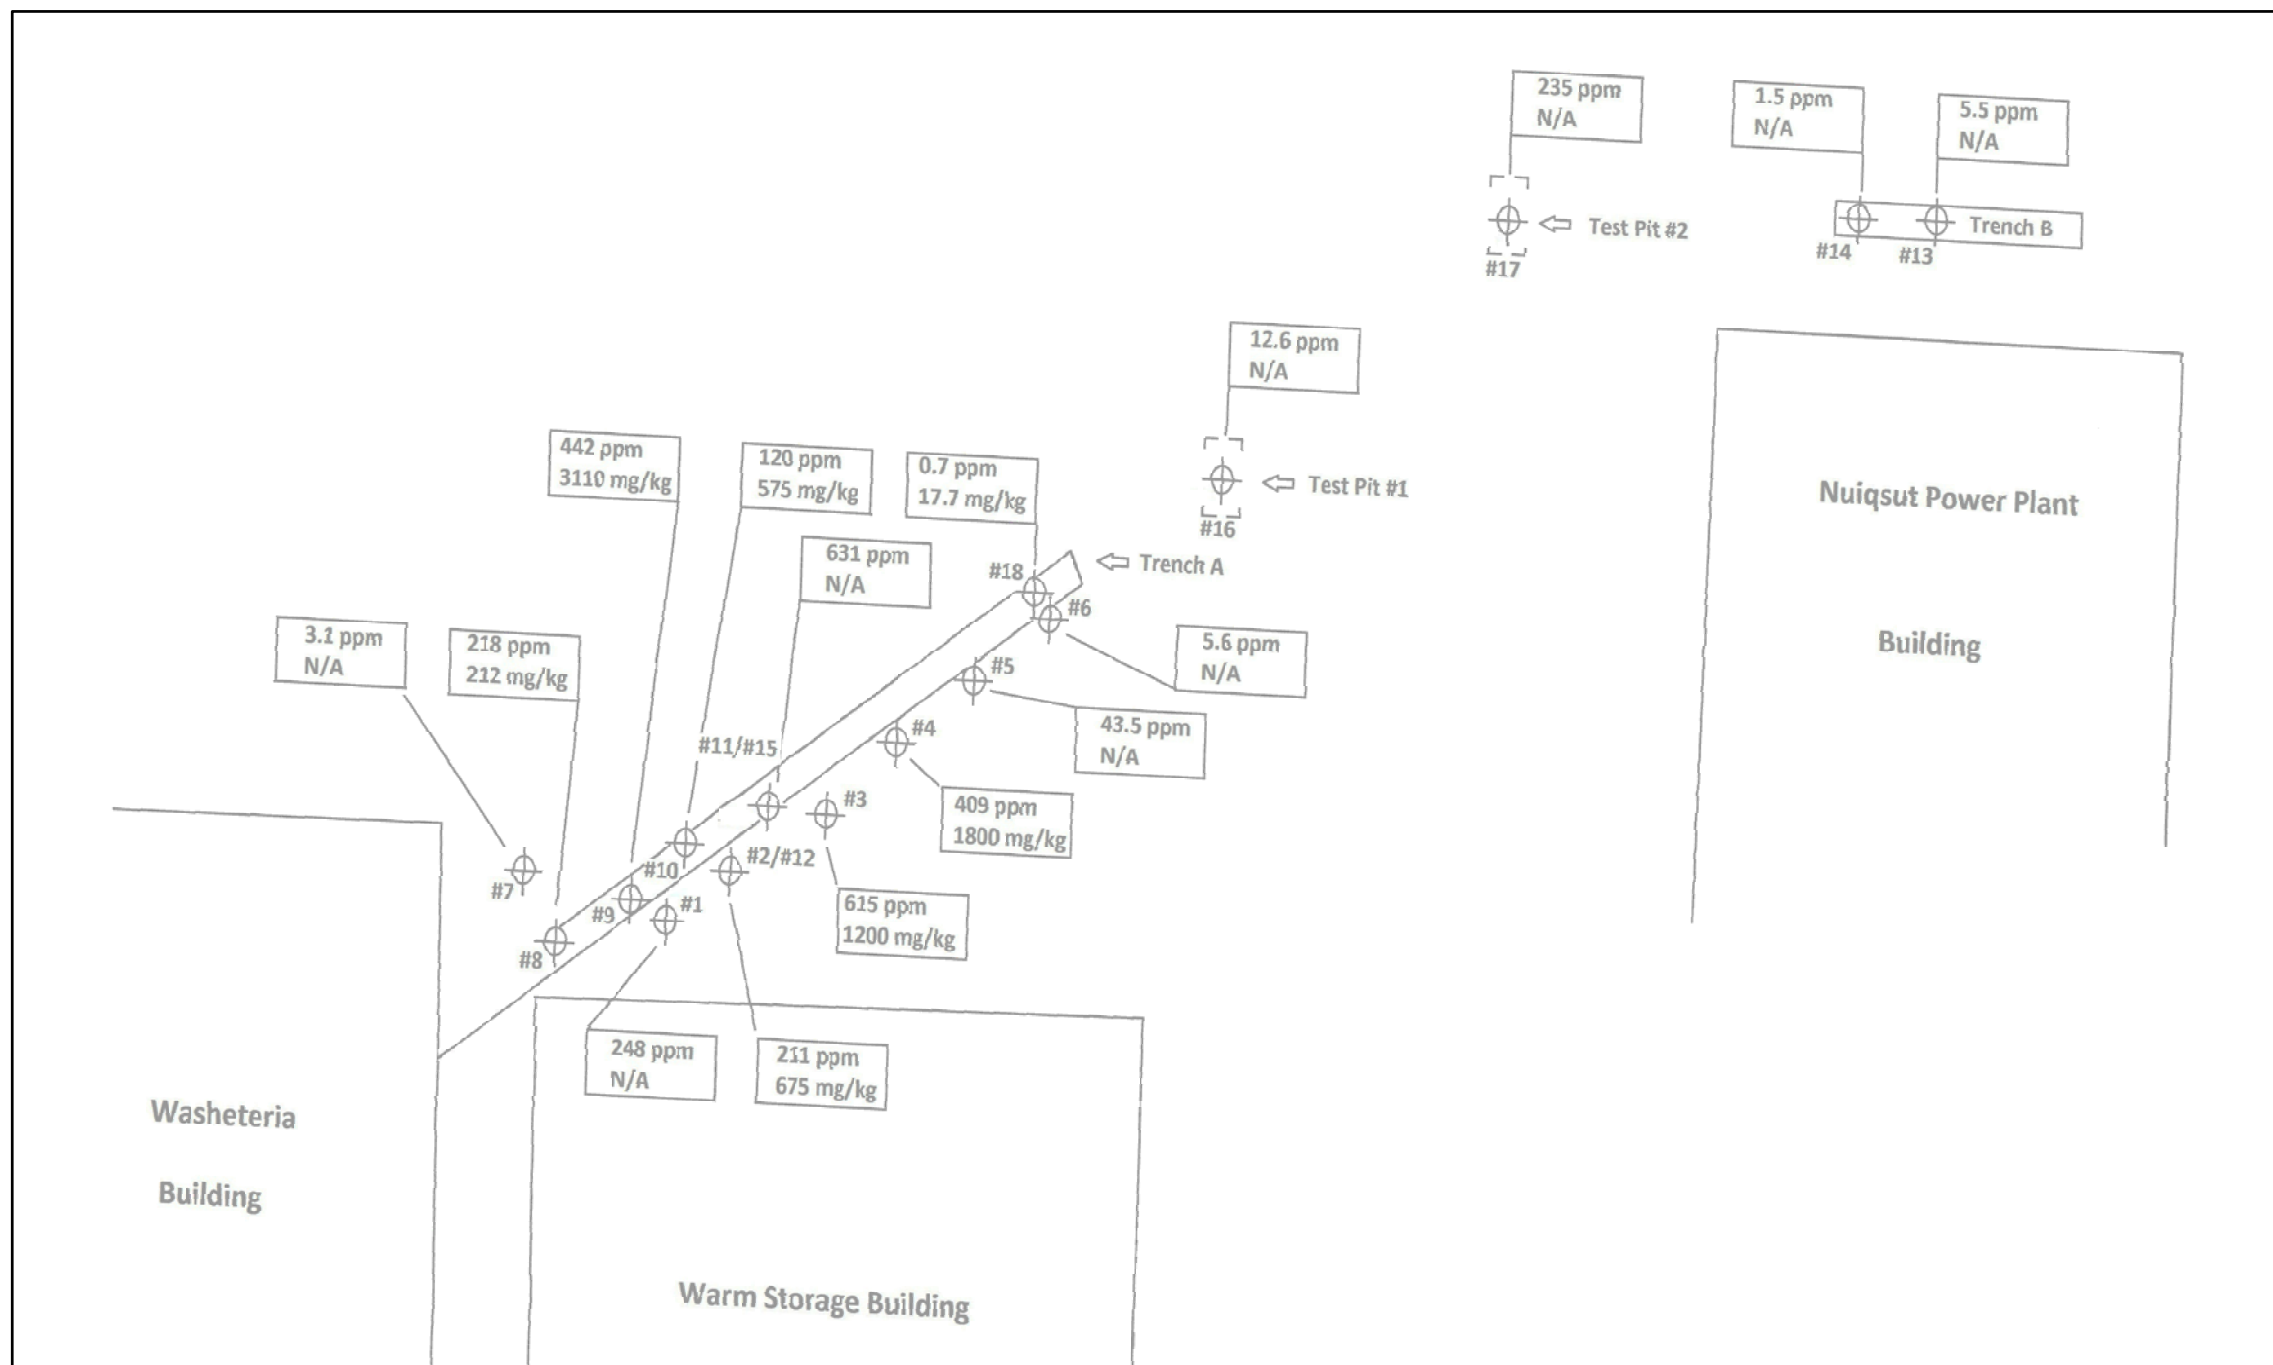 235 ppm
N/A
1.5 ppm
N/A
5.5 ppm
N/A
Test Pit #2
#17
Trench B
#14
#13
12.6 ppm
N/A
Test Pit #1
#16
Nuiqsut Power Plant
Building
442 ppm
3110 mg/kg
120 ppm
575 mg/kg
0.7 ppm
17.7 mg/kg
631 ppm
N/A
Trench A
#18
#6
3.1 ppm
N/A
218 ppm
212 mg/kg
5.6 ppm
N/A
#5
43.5 ppm
N/A
#4
#11/#15
409 ppm
1800 mg/kg
#3
#2/#12
#10
#7
#9
#1
#8
615 ppm
1200 mg/kg
248 ppm
N/A
211 ppm
675 mg/kg
Washeteria
Building
Warm Storage Building